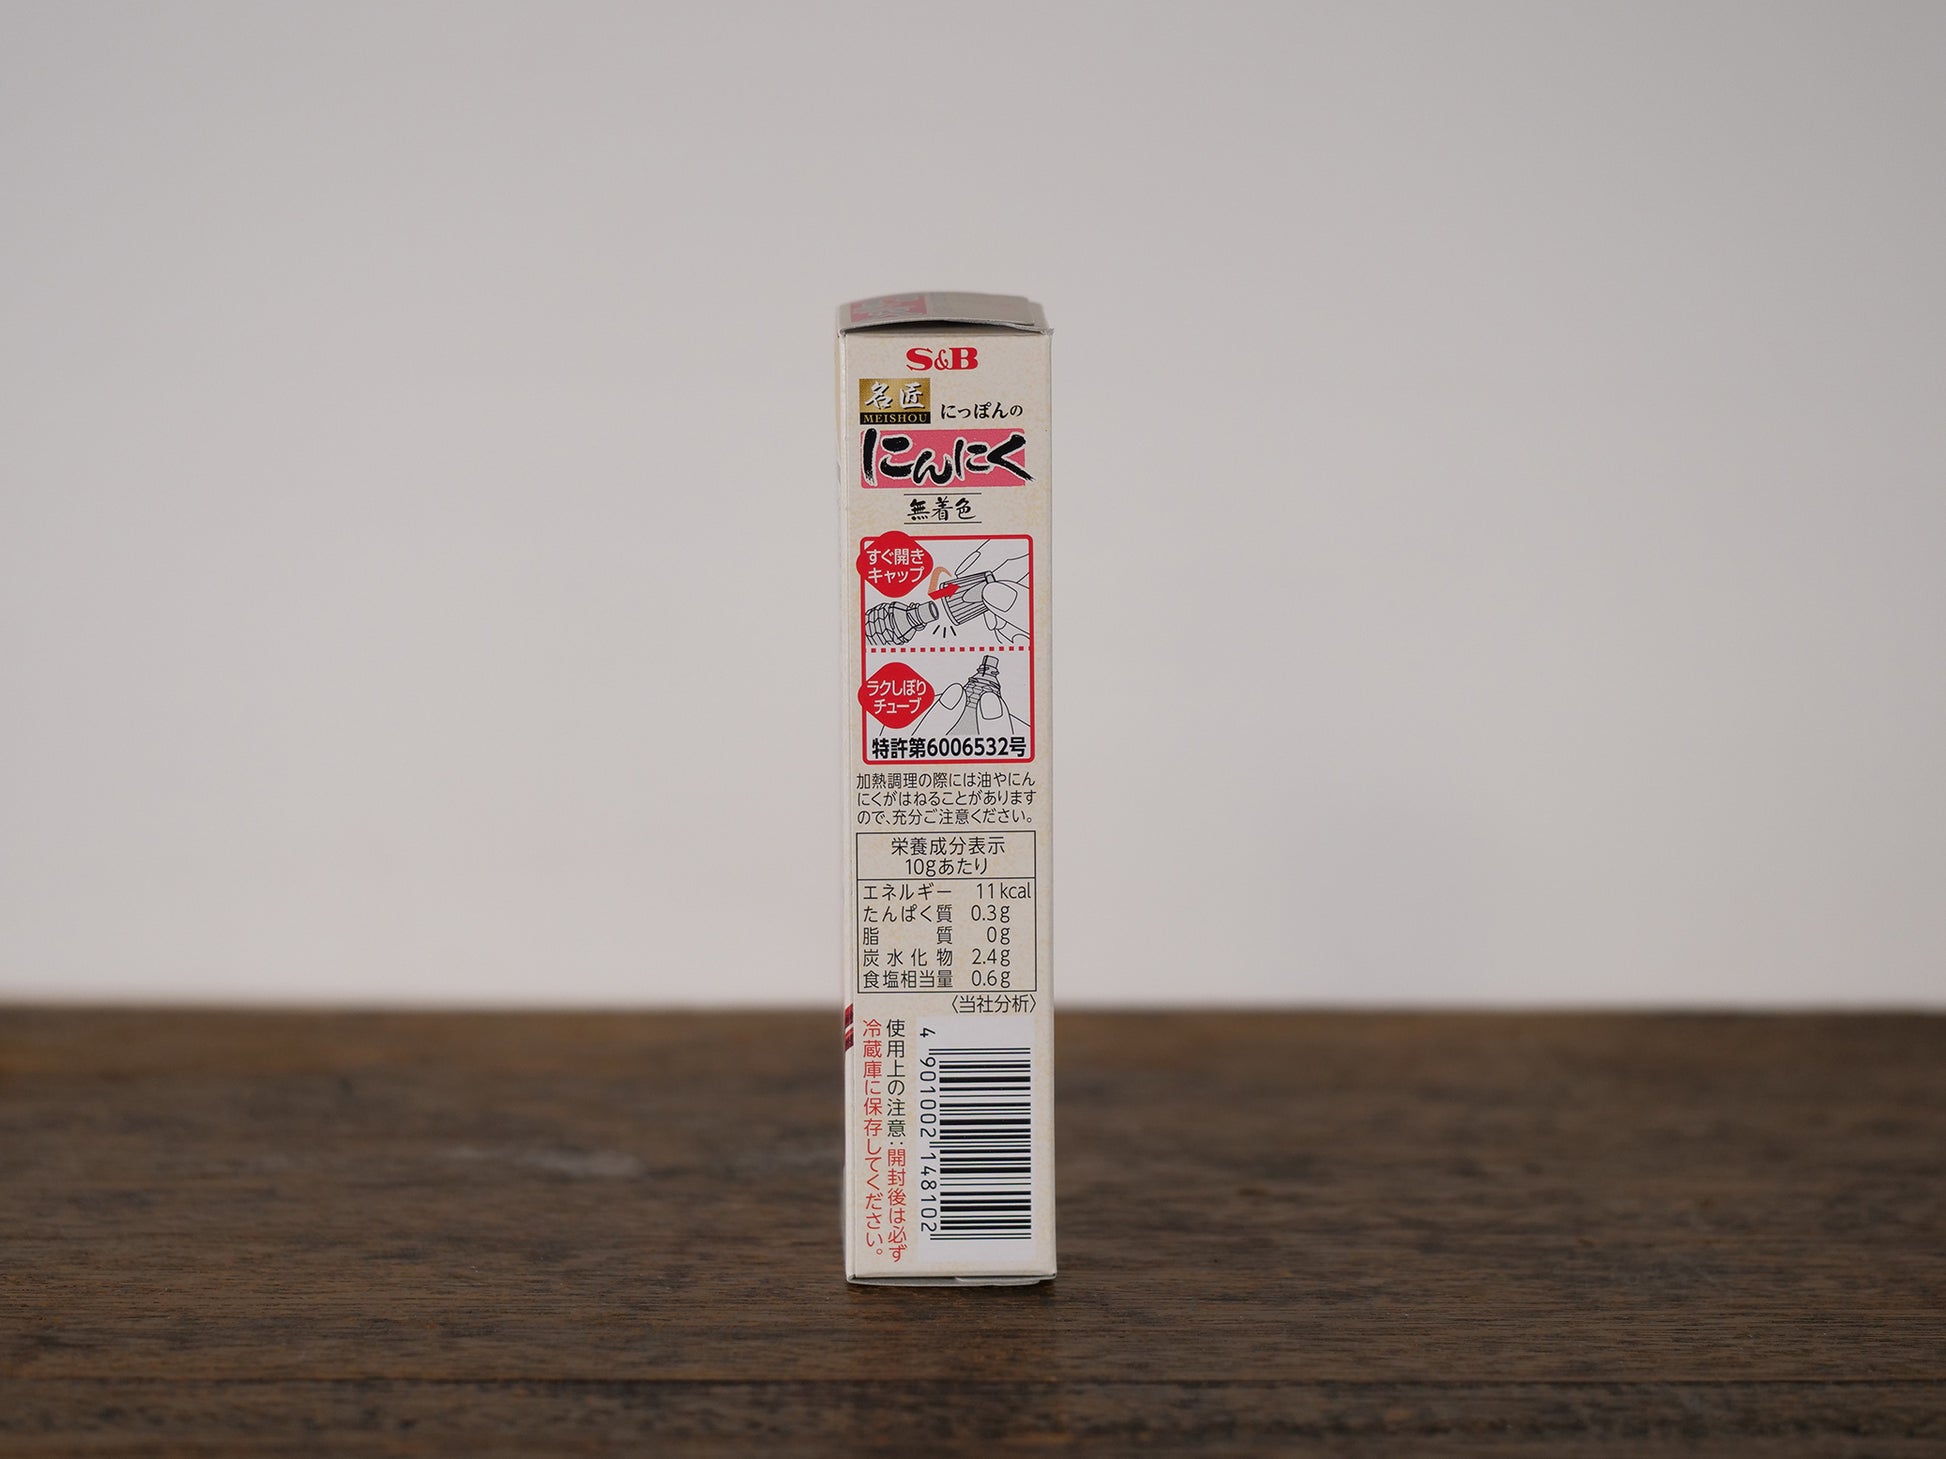 S&B
名匠
MEISHOU
にっぽんの
にんにく
無着色
すぐ開き
キャップ
ラクしぼり
チューブ
特許第6006532号
加熱調理の際には油やにん
にくがはねることがあります
ので、充分ご注意ください。
栄養成分表示
10gあたり
エネルギー 11kcal
たんぱく質 0.3g
脂質 0g
炭水化物 2.4g
食塩相当量 0.6g
〈当社分析〉
使用上の注意：開封後は必ず
冷蔵庫に保存してください。
4 901002 148102